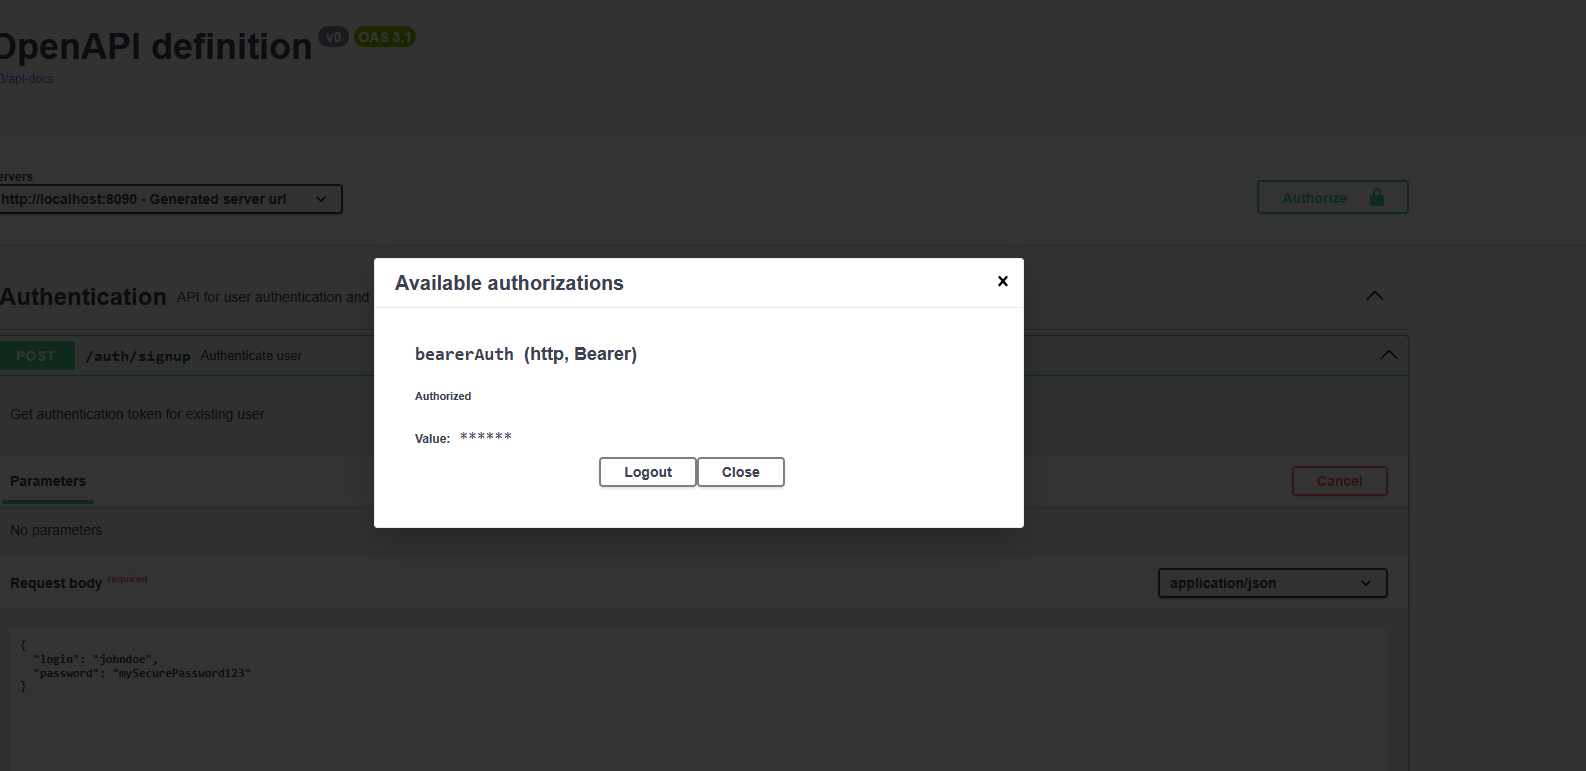 OpenAPI definition v0 OAS 3.1
3/api-docs
ervers
http://localhost:8090 - Generated server url
Authorize
Available authorizations
Authentication API for user authentication and
bearerAuth (http, Bearer)
POST /auth/signup Authenticate user
Authorized
Get authentication token for existing user
Value: ******
Logout Close
Parameters
Cancel
No parameters
Request body required
application/json
{
"login": "johndoe",
"password": "mySecurePassword123"
}